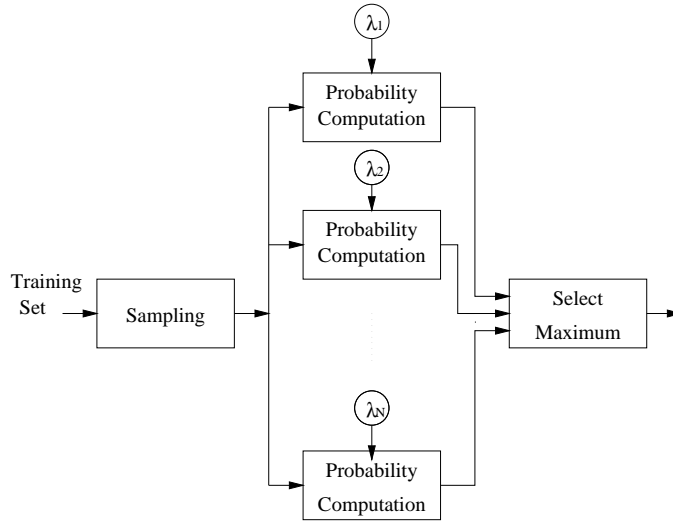 λ1
Probability
Computation
λ2
Probability
Computation
Training
Set
Sampling
Select
Maximum
λN
Probability
Computation